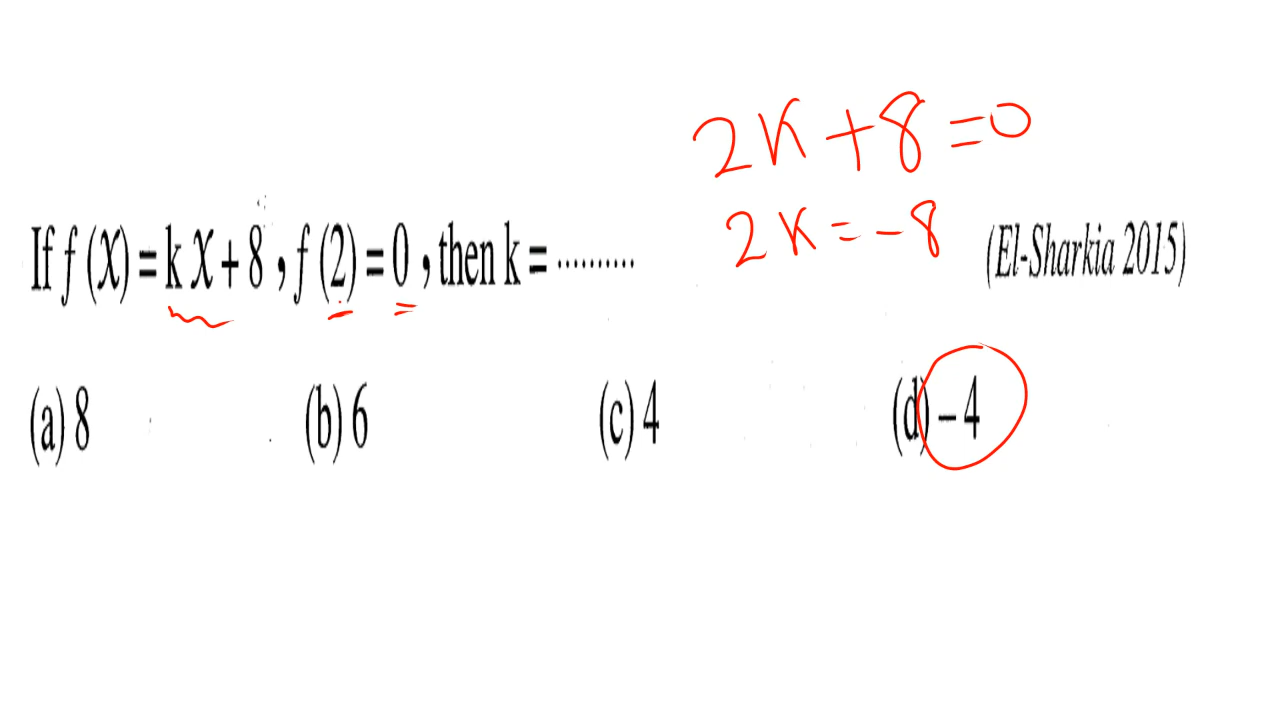 2K + 8 = 0
2K = - 8
If f (X) = k X + 8 , f (2) = 0 , then k = ..........
(El-Sharkia 2015)
(a) 8 (b) 6 (c) 4 (d) – 4